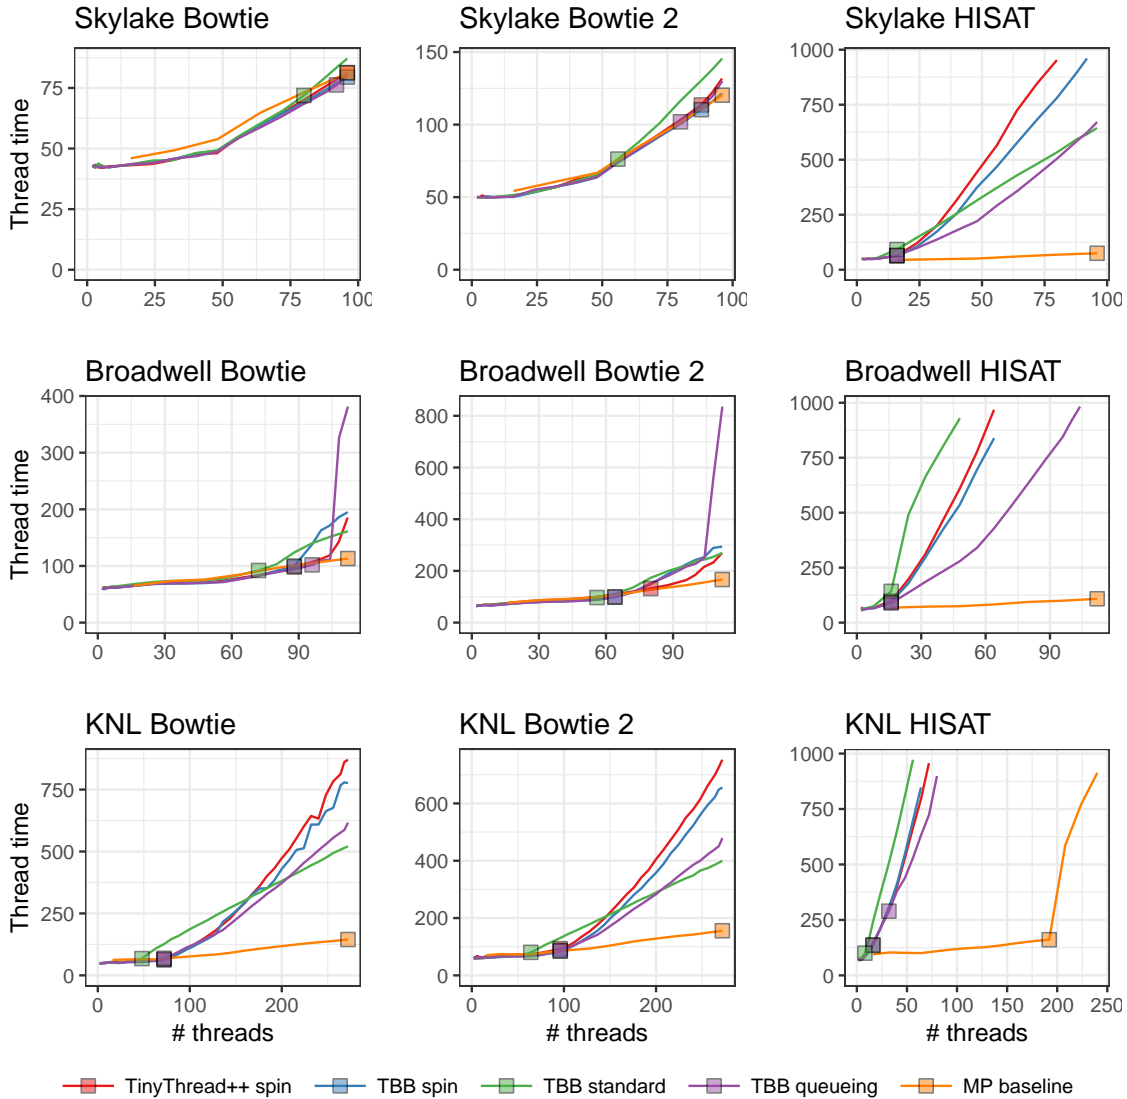 Skylake Bowtie
Skylake Bowtie 2
Skylake HISAT
Thread time
75
50
25
0
0 25 50 75 100
150
100
50
0
0 25 50 75 100
1000
750
500
250
0
0 25 50 75 100
Broadwell Bowtie
Broadwell Bowtie 2
Broadwell HISAT
Thread time
400
300
200
100
0
0 30 60 90
800
600
400
200
0
0 30 60 90
1000
750
500
250
0
0 30 60 90
KNL Bowtie
KNL Bowtie 2
KNL HISAT
Thread time
750
500
250
0
0 100 200
# threads
600
400
200
0
0 100 200
# threads
1000
750
500
250
0
0 50 100 150 200 250
# threads
TinyThread++ spin TBB spin TBB standard TBB queueing MP baseline